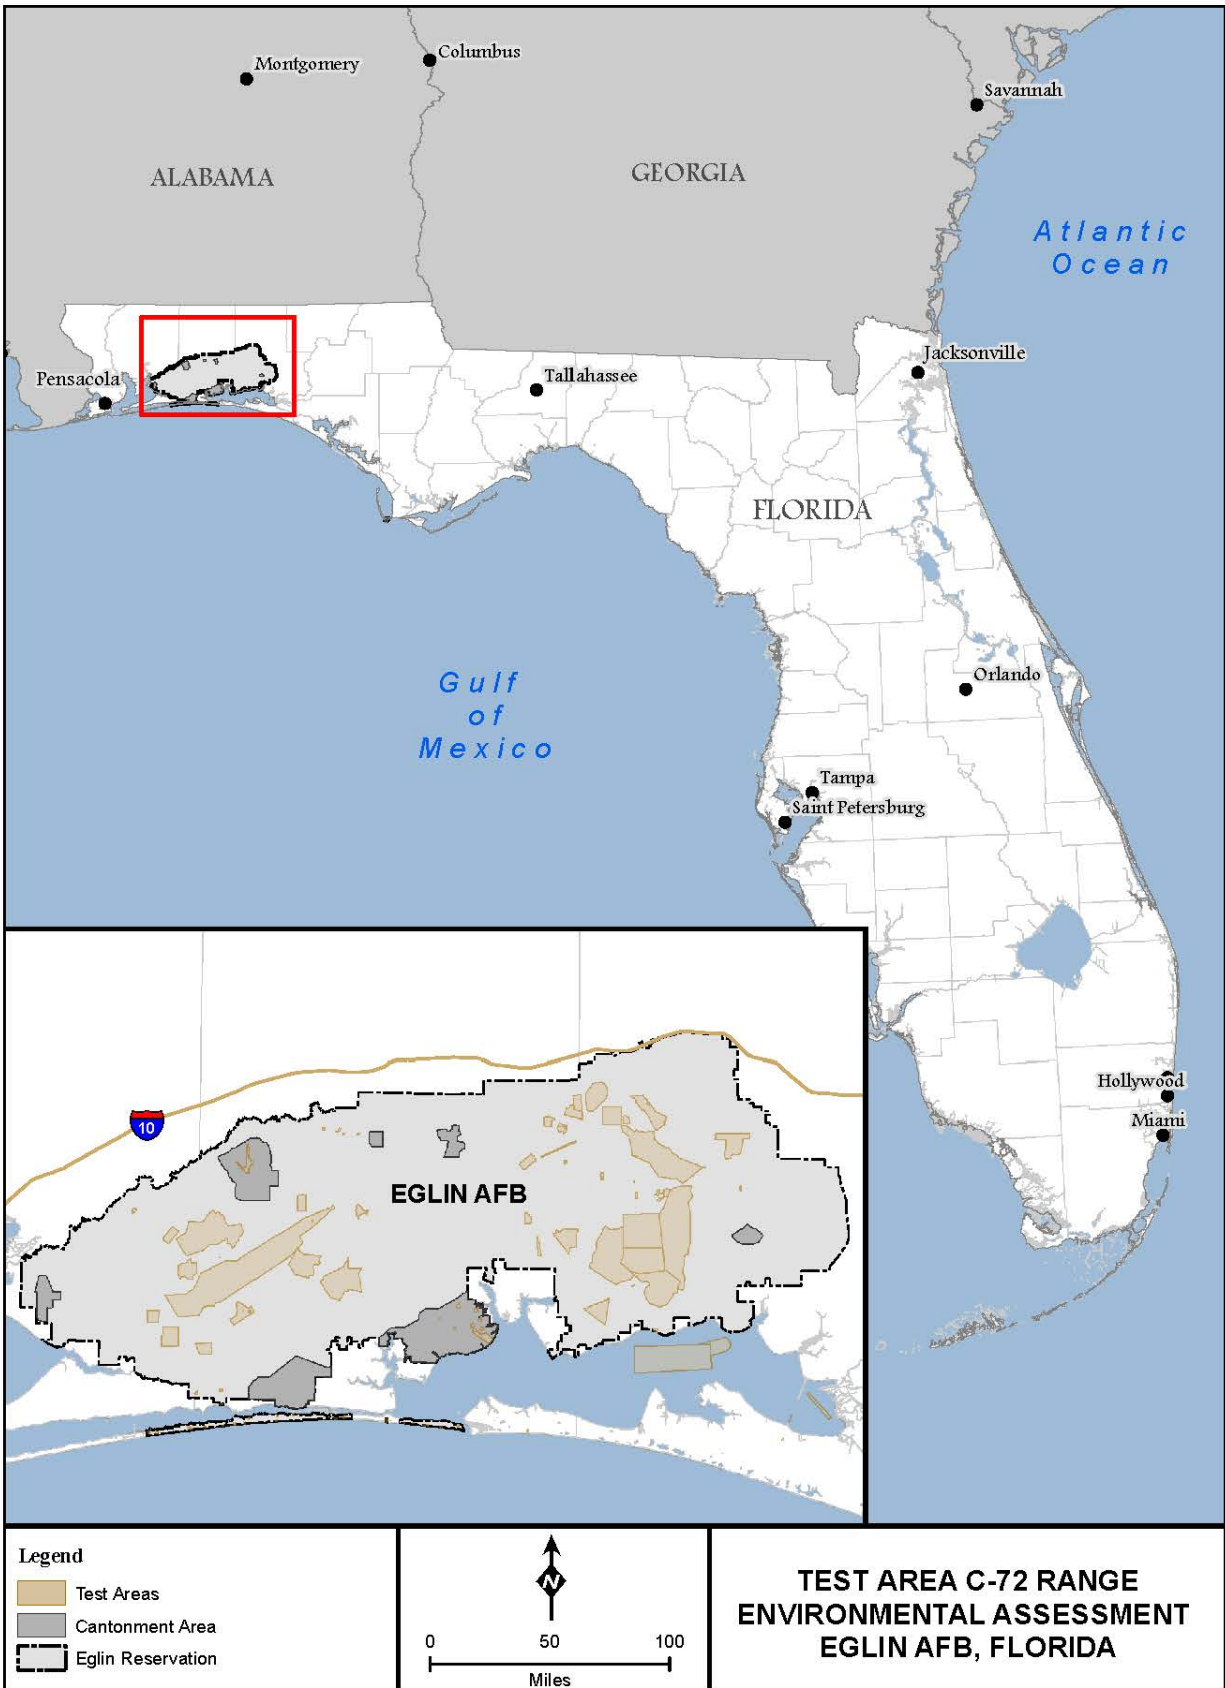 Montgomery
Columbus
Savannah
ALABAMA
GEORGIA
Atlantic
Ocean
Pensacola
Tallahassee
Jacksonville
FLORIDA
Gulf
of
Mexico
Orlando
Tampa
Saint Petersburg
Hollywood
Miami
10
EGLIN AFB
Legend
Test Areas
Cantonment Area
Eglin Reservation
N
0 50 100
Miles
TEST AREA C-72 RANGE
ENVIRONMENTAL ASSESSMENT
EGLIN AFB, FLORIDA